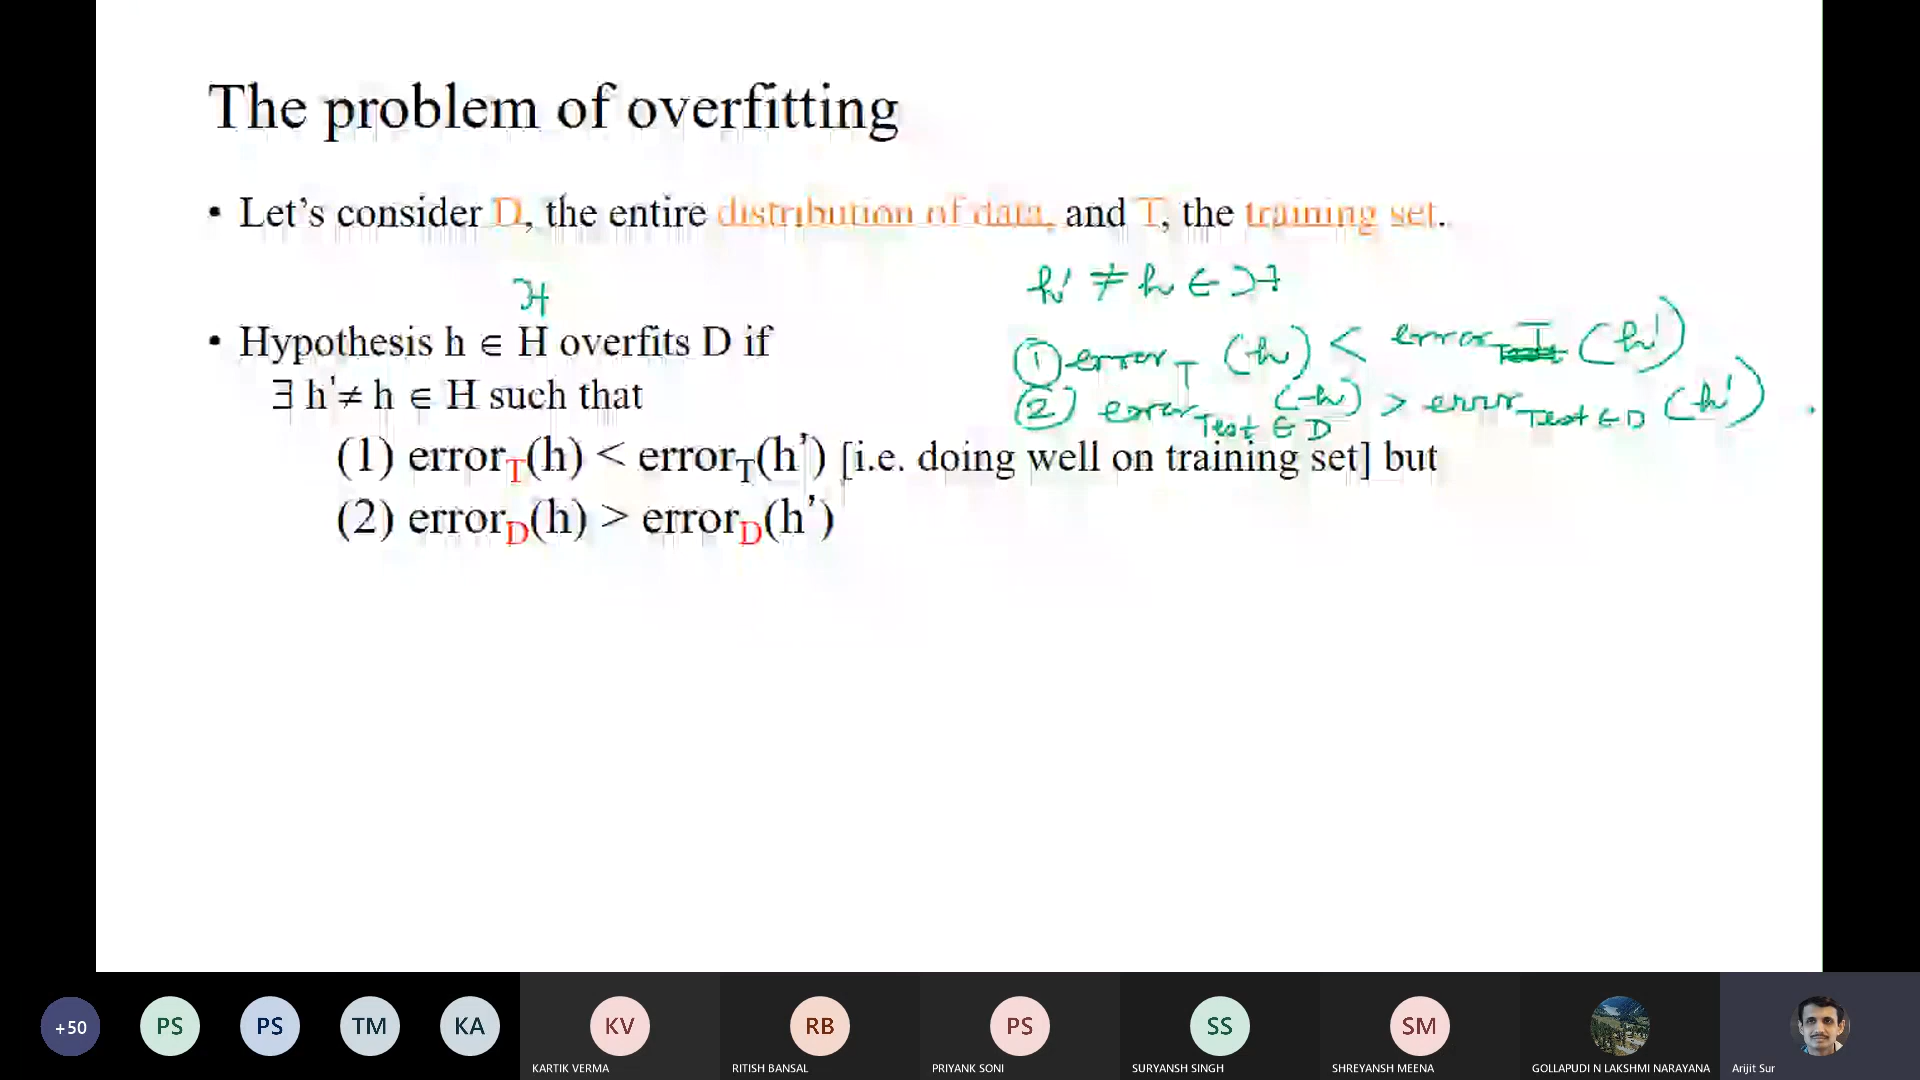 The problem of overfitting
• Let's consider D, the entire distribution of data, and T, the training set.
h' ≠ h ∈ H
H
• Hypothesis h ∈ H overfits D if
① error_T (h) < error_T (h')
∃ h'≠ h ∈ H such that
② error_Test ∈ D (h) > error_Test ∈ D (h')
(1) error_T(h) < error_T(h') [i.e. doing well on training set] but
(2) error_D(h) > error_D(h')
+50 PS PS TM KA KV RB PS SS SM
KARTIK VERMA RITISH BANSAL PRIYANK SONI SURYANSH SINGH SHREYANSH MEENA GOLLAPUDI N LAKSHMI NARAYANA Arijit Sur